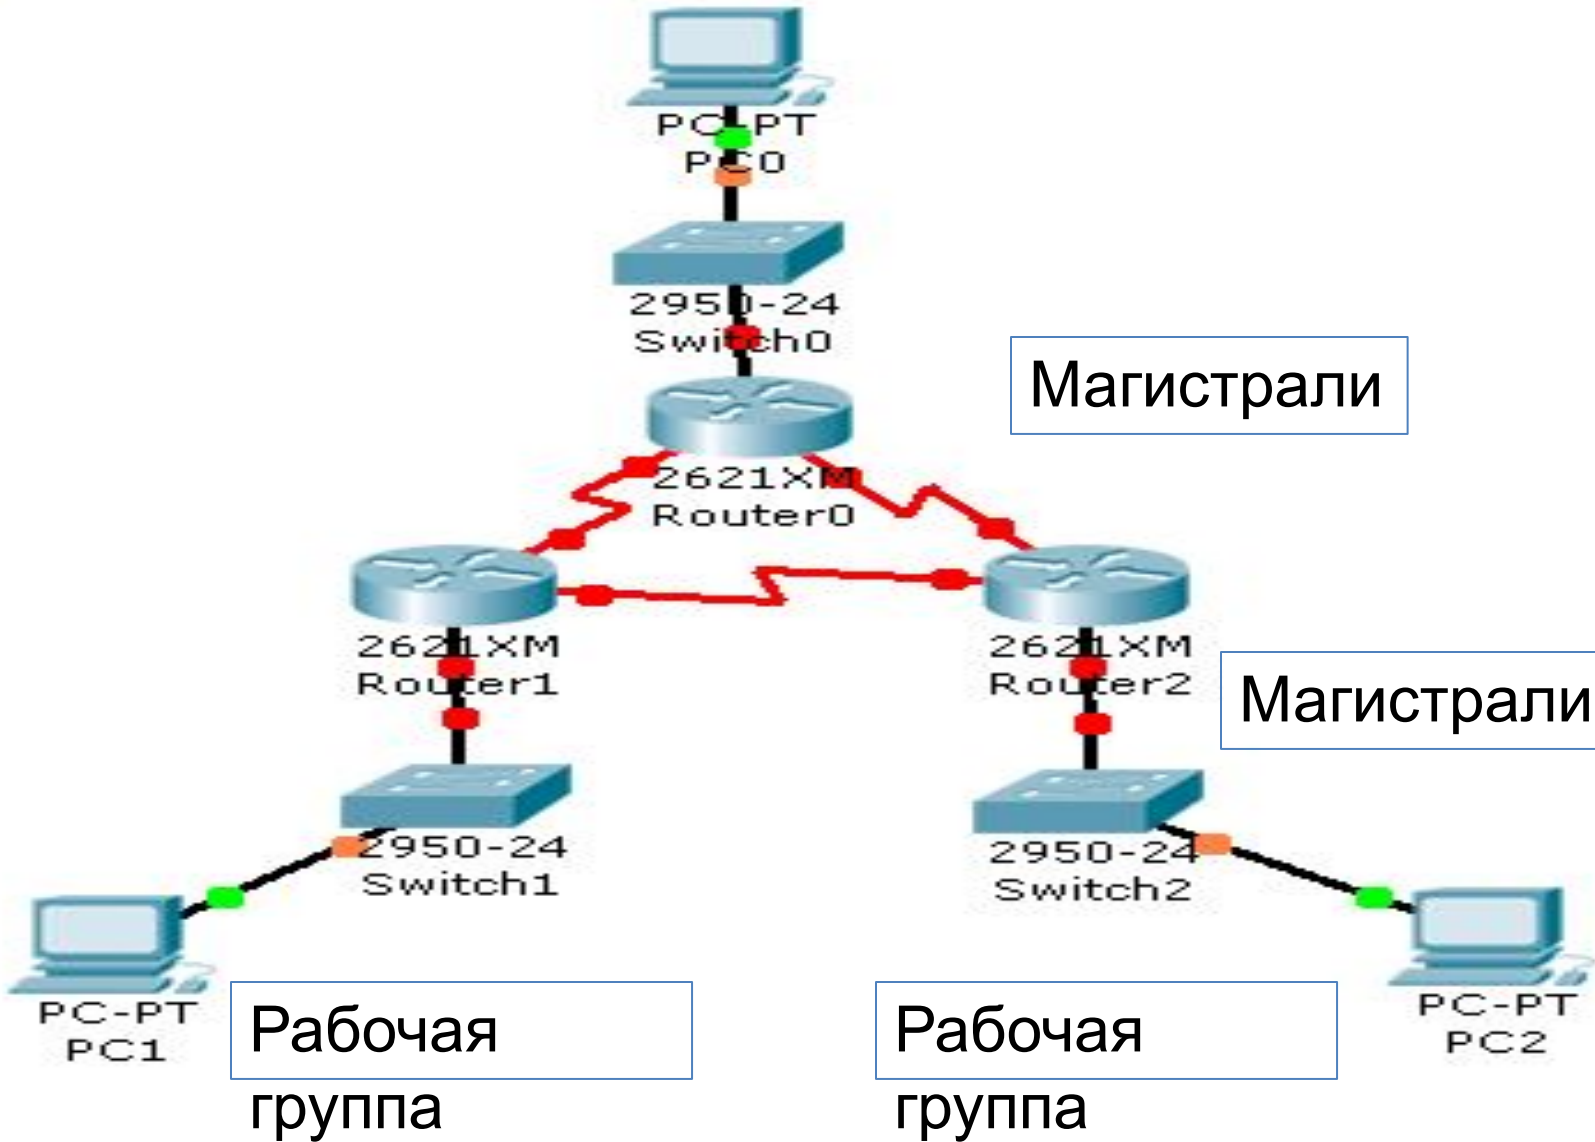 PC-PT
PC0
2950-24
Switch0
Магистрали
2621XM
Router0
2621XM
Router1
2621XM
Router2
Магистрали
2950-24
Switch1
2950-24
Switch2
PC-PT
PC1
Рабочая
группа
Рабочая
группа
PC-PT
PC2